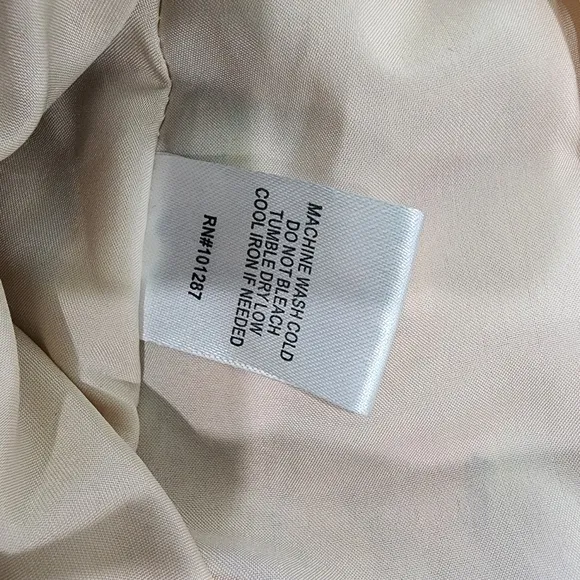 MACHINE WASH COLD
DO NOT BLEACH
TUMBLE DRY LOW
COOL IRON IF NEEDED
RN#101287